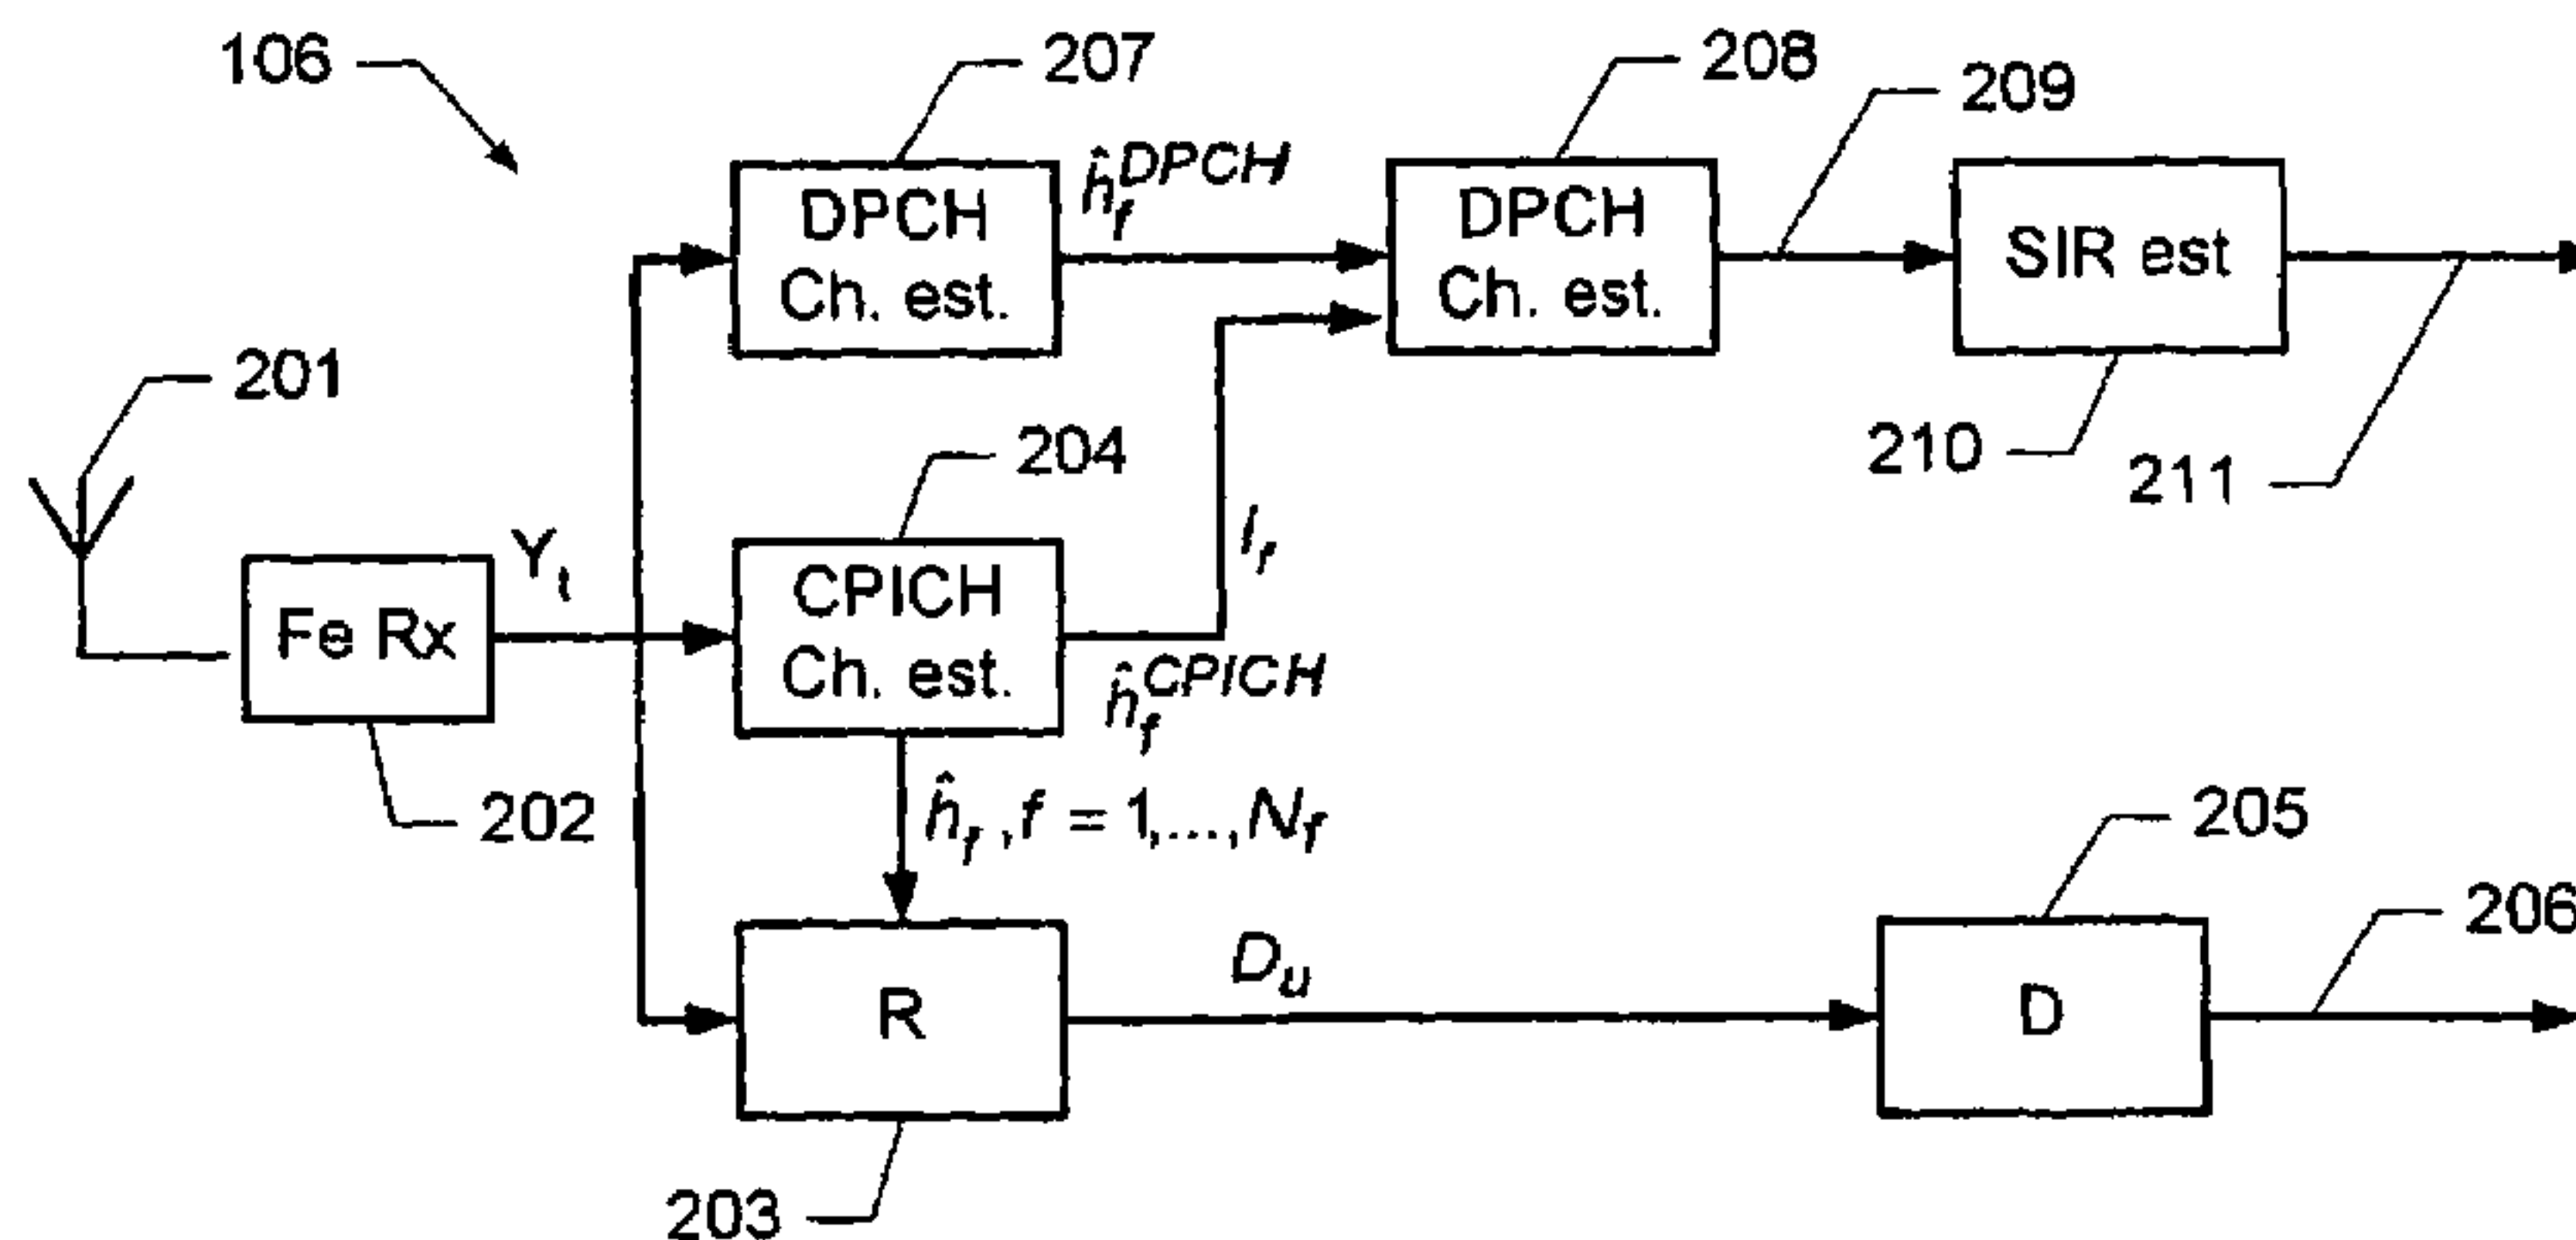 106
207
208
209
DPCH
Ch. est.
ĥ_f^DPCH
DPCH
Ch. est.
SIR est
201
204
210
211
Y_t
I_f
Fe Rx
CPICH
Ch. est.
ĥ_f^CPICH
202
ĥ_f, f = 1,..., N_f
205
206
R
D_u
D
203